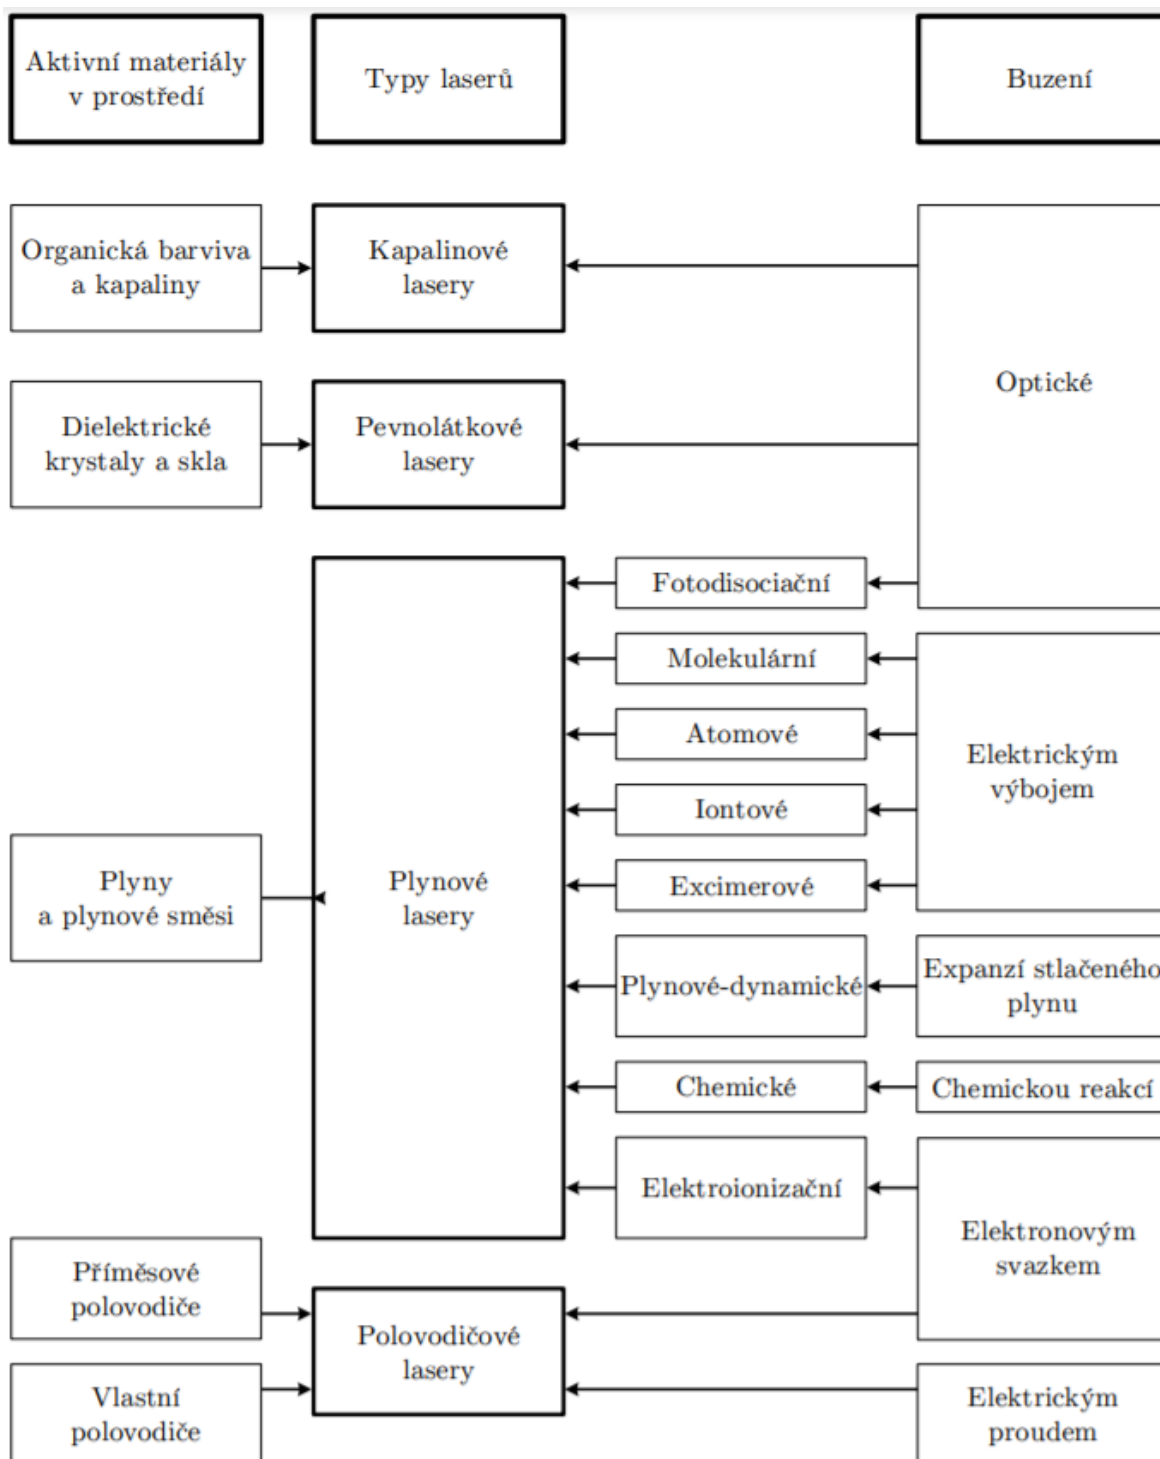 Aktivní materiály
v prostředí
Typy laserů
Buzení
Organická barviva
a kapaliny
Kapalinové
lasery
Optické
Dielektrické
krystaly a skla
Pevnolátkové
lasery
Fotodisociační
Molekulární
Atomové
Elektrickým
výbojem
Iontové
Plyny
a plynové směsi
Plynové
lasery
Excimerové
Plynové-dynamické
Expanzí stlačeného
plynu
Chemické
Chemickou reakcí
Elektroionizační
Elektronovým
svazkem
Příměsové
polovodiče
Polovodičové
lasery
Vlastní
polovodiče
Elektrickým
proudem